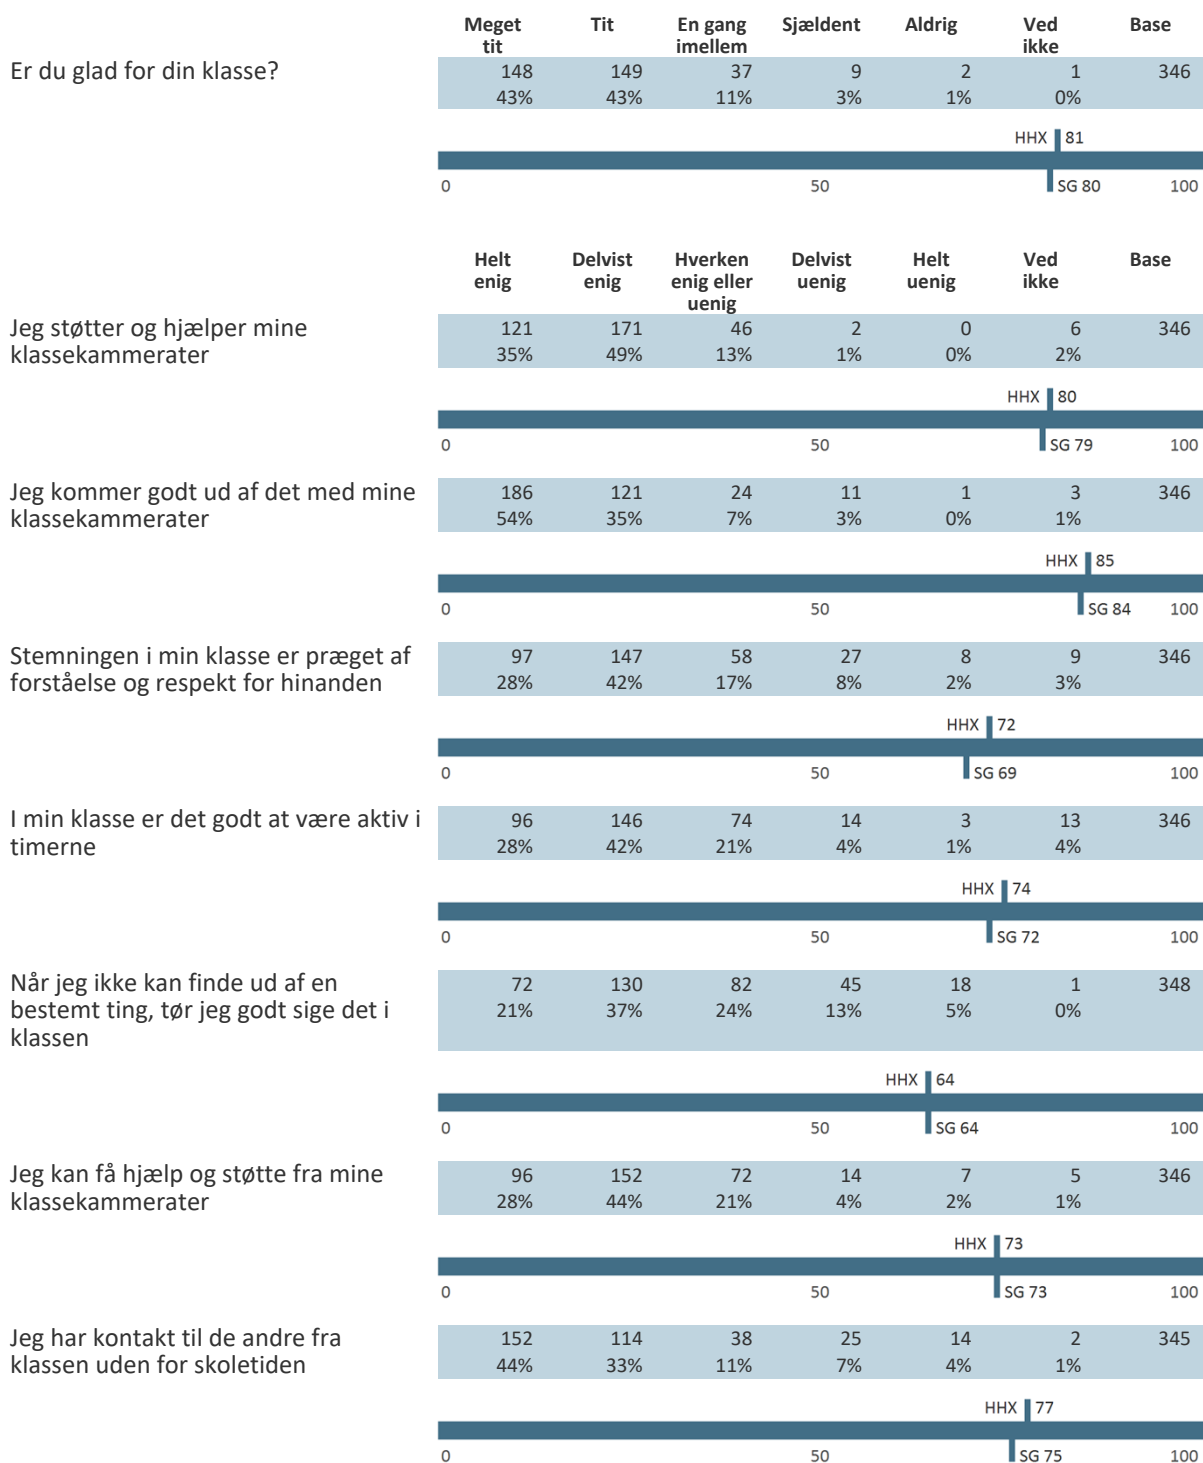 Meget tit Tit En gang imellem Sjældent Aldrig Ved ikke Base
Er du glad for din klasse? 148 149 37 9 2 1 346
43% 43% 11% 3% 1% 0%
HHX 81
0 50 SG 80 100
Helt enig Delvist enig Hverken enig eller uenig Delvist uenig Helt uenig Ved ikke Base
Jeg støtter og hjælper mine 121 171 46 2 0 6 346
klassekammerater 35% 49% 13% 1% 0% 2%
HHX 80
0 50 SG 79 100
Jeg kommer godt ud af det med mine 186 121 24 11 1 3 346
klassekammerater 54% 35% 7% 3% 0% 1%
HHX 85
0 50 SG 84 100
Stemningen i min klasse er præget af 97 147 58 27 8 9 346
forståelse og respekt for hinanden 28% 42% 17% 8% 2% 3%
HHX 72
0 50 SG 69 100
I min klasse er det godt at være aktiv i 96 146 74 14 3 13 346
timerne 28% 42% 21% 4% 1% 4%
HHX 74
0 50 SG 72 100
Når jeg ikke kan finde ud af en 72 130 82 45 18 1 348
bestemt ting, tør jeg godt sige det i 21% 37% 24% 13% 5% 0%
klassen
HHX 64
0 50 SG 64 100
Jeg kan få hjælp og støtte fra mine 96 152 72 14 7 5 346
klassekammerater 28% 44% 21% 4% 2% 1%
HHX 73
0 50 SG 73 100
Jeg har kontakt til de andre fra 152 114 38 25 14 2 345
klassen uden for skoletiden 44% 33% 11% 7% 4% 1%
HHX 77
0 50 SG 75 100